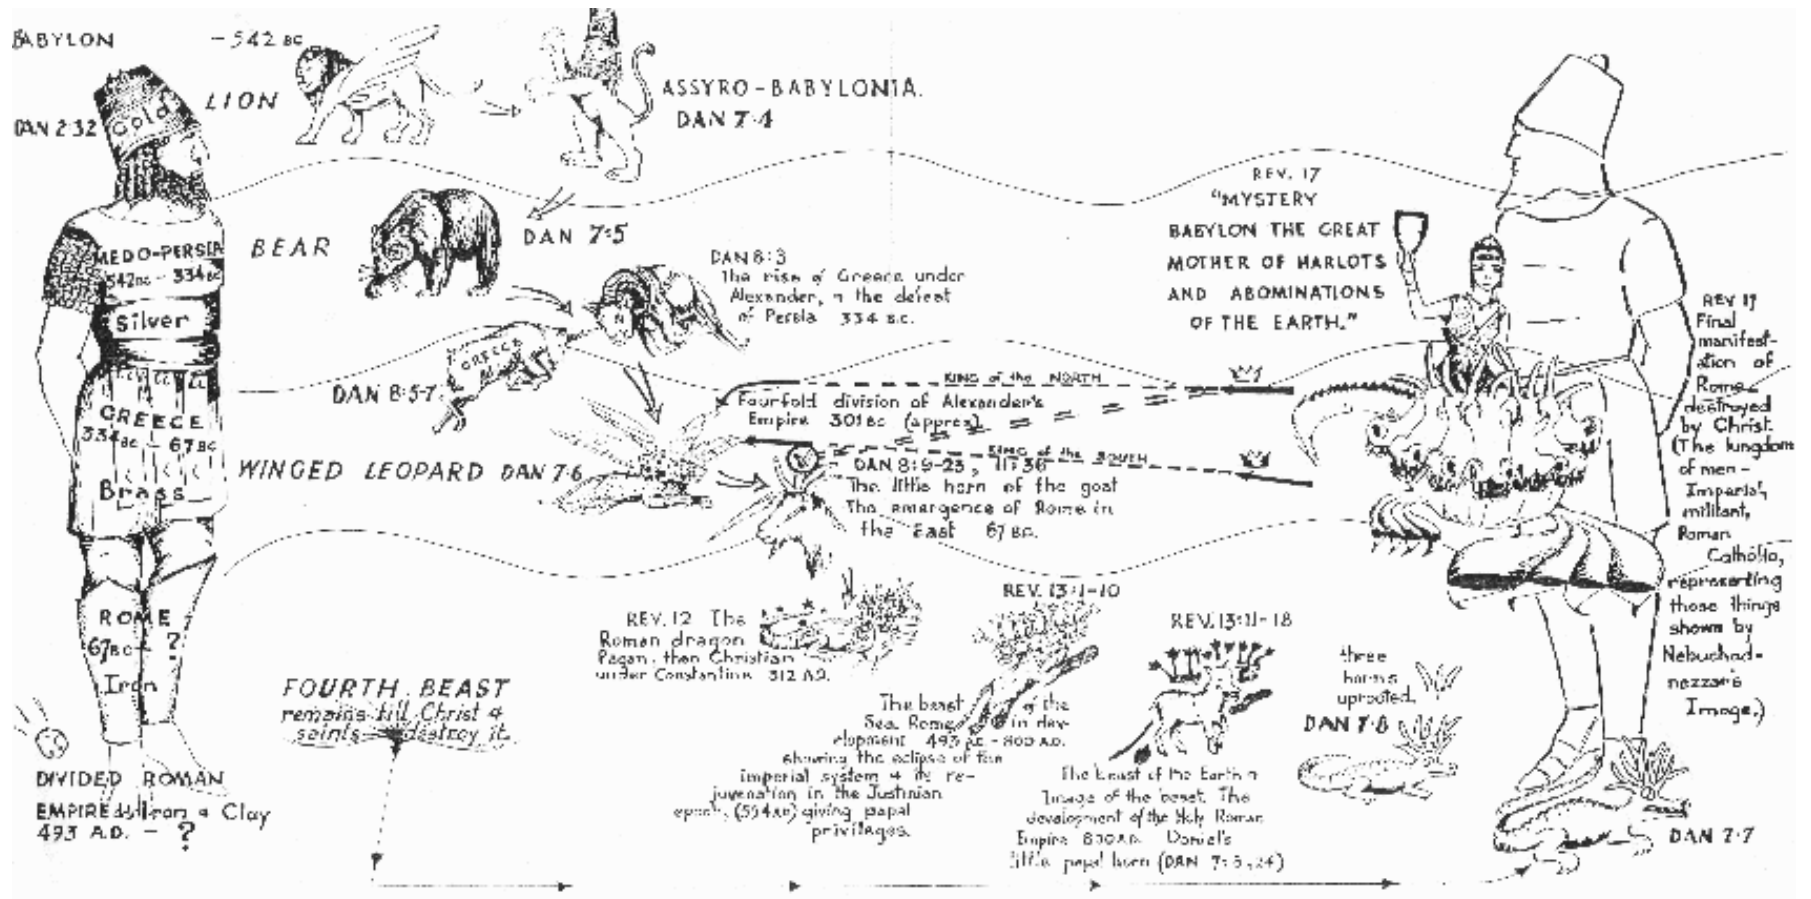 BABYLON -542 BC
DAN 2:32
Gold
LION
ASSYRO-BABYLONIA.
DAN 7:4
MEDO-PERSIA
542BC - 334BC
Silver
BEAR
DAN 7:5
DAN 8:3
The rise of Greece under
Alexander, & the defeat
of Persia 334 B.C.
GREECE
DAN 8:5-7
GREECE
334BC - 67BC
Brass
WINGED LEOPARD DAN 7:6
KING of the NORTH
Fourfold division of Alexander's
Empire 301BC (approx)
KING of the SOUTH
DAN 8:9-23, 11:36
The little horn of the goat
The emergence of Rome in
the East 67 BC.
REV. 17
"MYSTERY
BABYLON THE GREAT
MOTHER OF HARLOTS
AND ABOMINATIONS
OF THE EARTH."
REV 17
Final
manifest-
ation of
Rome
destroyed
by Christ.
(The kingdom
of men -
Imperial,
militant,
Roman
Catholic,
representing
those things
shown by
Nebuchad-
nezzar's
Image.)
ROME
67BC - ?
Iron
DIVIDED ROMAN
EMPIRE Iron & Clay
493 A.D. - ?
FOURTH BEAST
remains till Christ &
saints destroy it.
REV. 12 The
Roman dragon
Pagan, then Christian
under Constantine 312 A.D.
REV. 13:1-10
The beast of the
Sea. Rome in dev-
elopment 493 A.D. - 800 A.D.
showing the eclipse of the
imperial system & its re-
juvenation in the Justinian
epoch, (554AD) giving papal
privileges.
REV. 13:11-18
The beast of the Earth &
Image of the beast. The
development of the Holy Roman
Empire 800AD. Daniel's
little papal horn (DAN 7:8,24)
three
horns
uprooted.
DAN 7:8
DAN 7:7